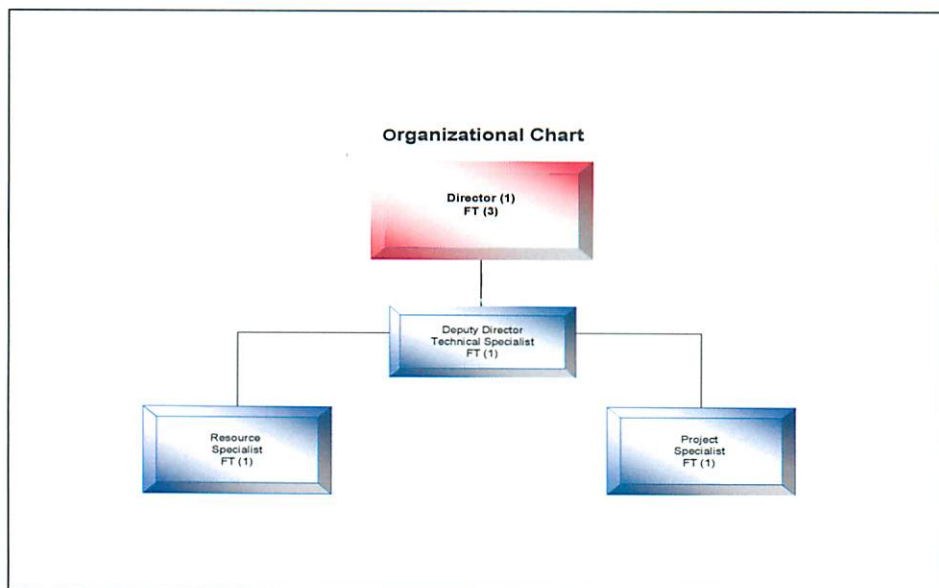 Organizational Chart
Director (1)
FT (3)
Deputy Director
Technical Specialist
FT (1)
Resource
Specialist
FT (1)
Project
Specialist
FT (1)